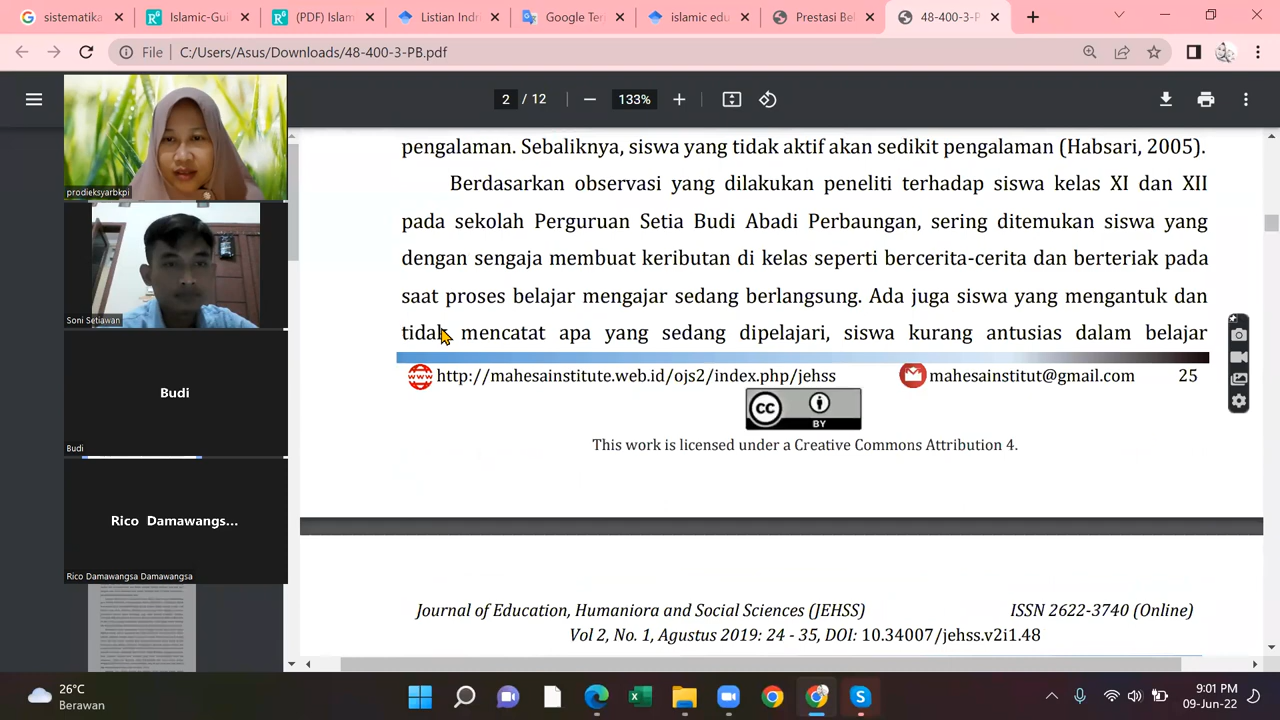 sistematika
Islamic-Gui
(PDF) Islam
Listian Indr
Google Ter
islamic edu
Prestasi Be
48-400-3-P
File
C:/Users/Asus/Downloads/48-400-3-PB.pdf
2 / 12
133%
prodieksyarbkpi
Soni Setiawan
Budi
Budi
Rico Damawangs...
Rico Damawangsa Damawangsa
pengalaman. Sebaliknya, siswa yang tidak aktif akan sedikit pengalaman (Habsari, 2005).
Berdasarkan observasi yang dilakukan peneliti terhadap siswa kelas XI dan XII
pada sekolah Perguruan Setia Budi Abadi Perbaungan, sering ditemukan siswa yang
dengan sengaja membuat keributan di kelas seperti bercerita-cerita dan berteriak pada
saat proses belajar mengajar sedang berlangsung. Ada juga siswa yang mengantuk dan
tidak mencatat apa yang sedang dipelajari, siswa kurang antusias dalam belajar
www http://mahesainstitute.web.id/ojs2/index.php/jehss mahesainstitut@gmail.com 25
cc BY
This work is licensed under a Creative Commons Attribution 4.
Journal of Education, Humaniora and Social Sciences (JEHSS) ISSN 2622-3740 (Online)
Vol 2, No. 1, Agustus 2019: 24 - 35, DOI: 10.34007/jehss.v2i1.48
26°C
Berawan
9:01 PM
09-Jun-22